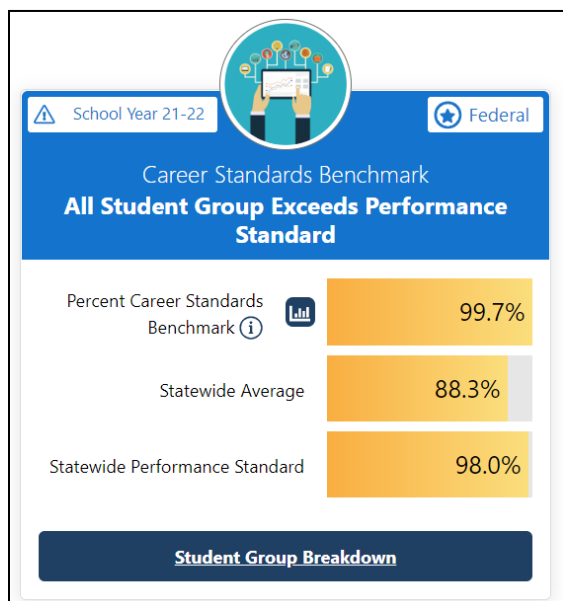 School Year 21-22
Federal
Career Standards Benchmark
All Student Group Exceeds Performance
Standard
Percent Career Standards
Benchmark
99.7%
Statewide Average
88.3%
Statewide Performance Standard
98.0%
Student Group Breakdown